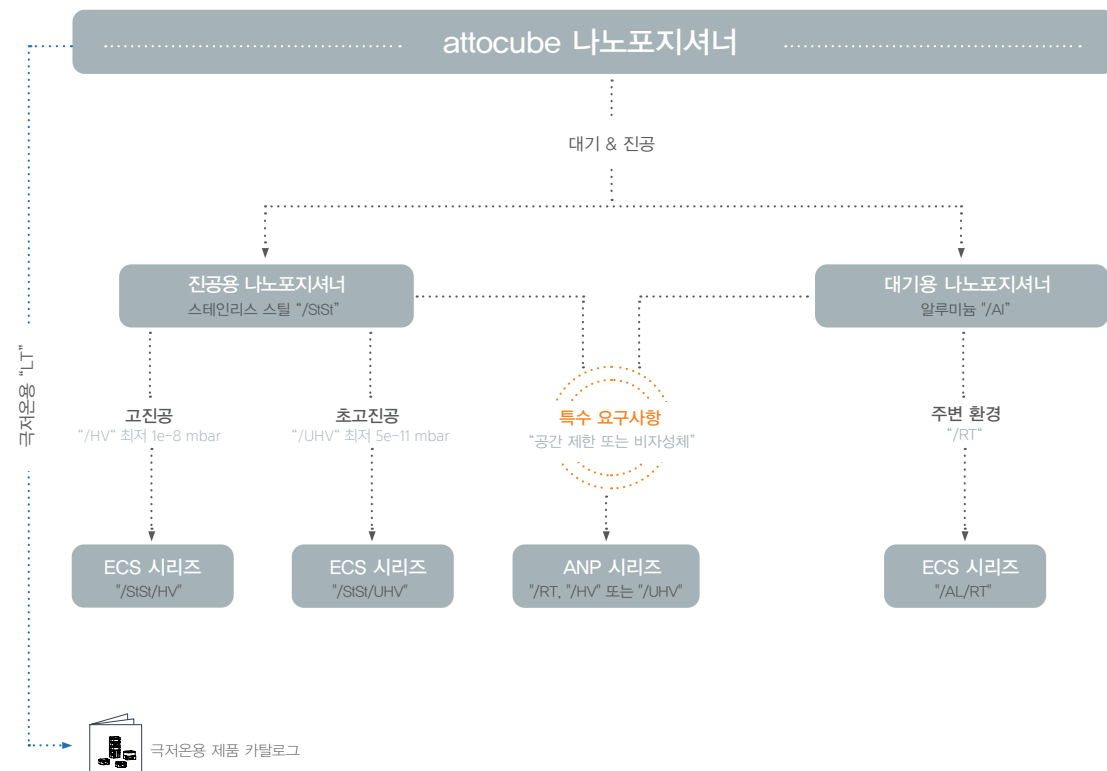 attocube 나노포지셔너
대기 & 진공
진공용 나노포지셔너
스테인리스 스틸 “/StSt”
대기용 나노포지셔너
알루미늄 "/Al"
극저온용 “LT”
고진공
“/HV“ 최저 1e-8 mbar
초고진공
“/UHV“ 최저 5e-11 mbar
특수 요구사항
“공간 제한 또는 비자성체”
주변 환경
“/RT“
ECS 시리즈
"/StSt/HV"
ECS 시리즈
"/StSt/UHV"
ANP 시리즈
"/RT, "/HV" 또는 "/UHV"
ECS 시리즈
"/AL/RT"
극저온용 제품 카탈로그